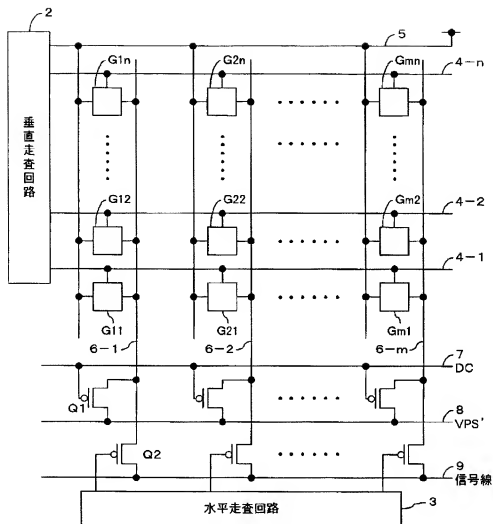 2
5
G1n
G2n
Gmn
4-n
垂直走査回路
G12
G22
Gm2
4-2
4-1
G11
G21
Gm1
6-1
6-2
6-m
7
DC
Q1
8
VPS'
Q2
9
信号線
水平走査回路
3